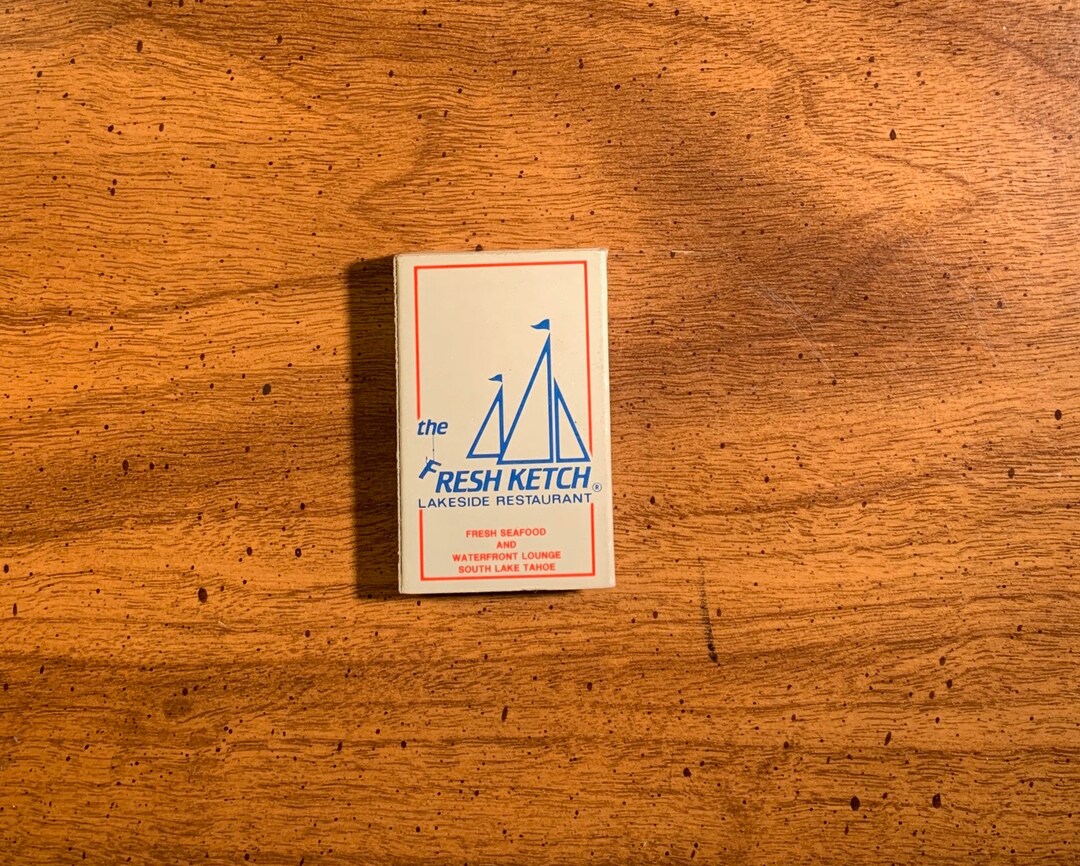 the
FRESH KETCH®
LAKESIDE RESTAURANT
FRESH SEAFOOD
AND
WATERFRONT LOUNGE
SOUTH LAKE TAHOE